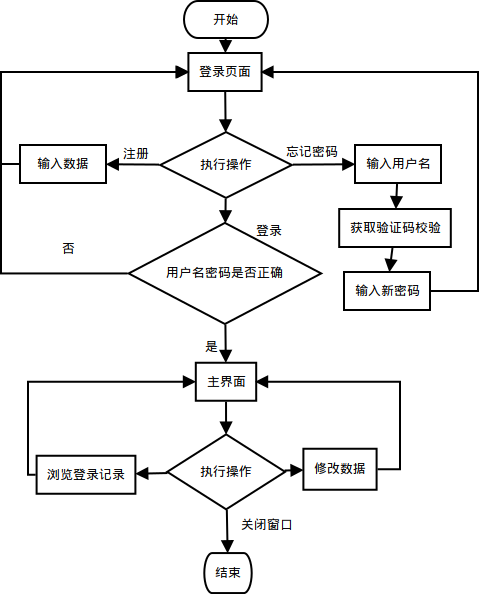 开始
登录页面
注册
忘记密码
输入数据
执行操作
输入用户名
登录
获取验证码校验
否
用户名密码是否正确
输入新密码
是
主界面
浏览登录记录
执行操作
修改数据
关闭窗口
结束